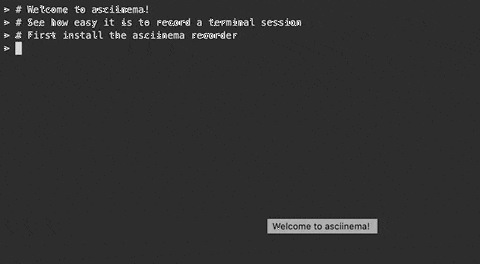 > # Welcome to asciinema!
> # See how easy it is to record a terminal session
> # First install the asciinema recorder
>
Welcome to asciinema!